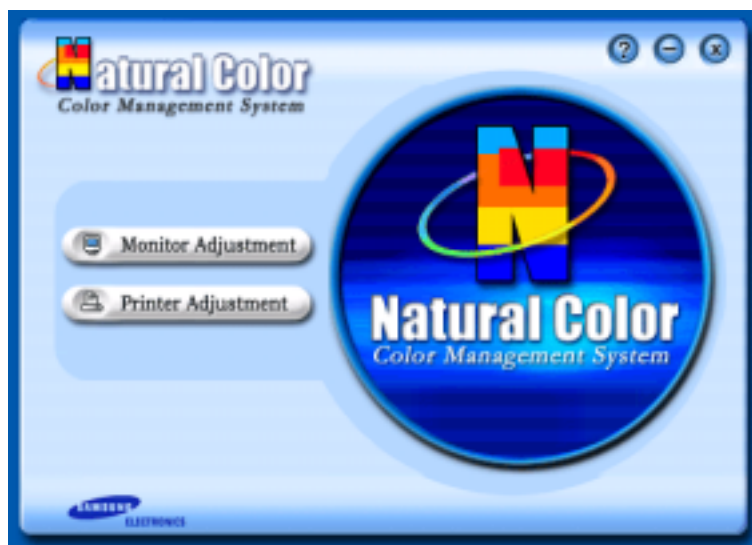 Natural Color
Color Management System
Monitor Adjustment
Printer Adjustment
Natural Color
Color Management System
SAMSUNG
ELECTRONICS